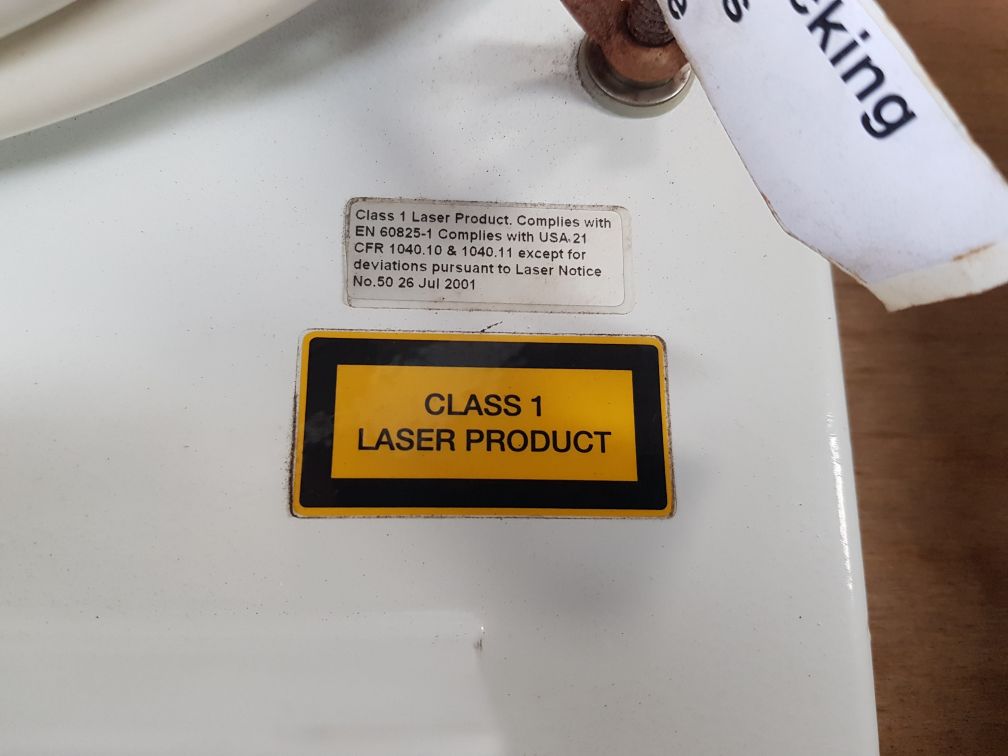 Class 1 Laser Product. Complies with
EN 60825-1 Complies with USA 21
CFR 1040.10 & 1040.11 except for
deviations pursuant to Laser Notice
No.50 26 Jul 2001
CLASS 1
LASER PRODUCT